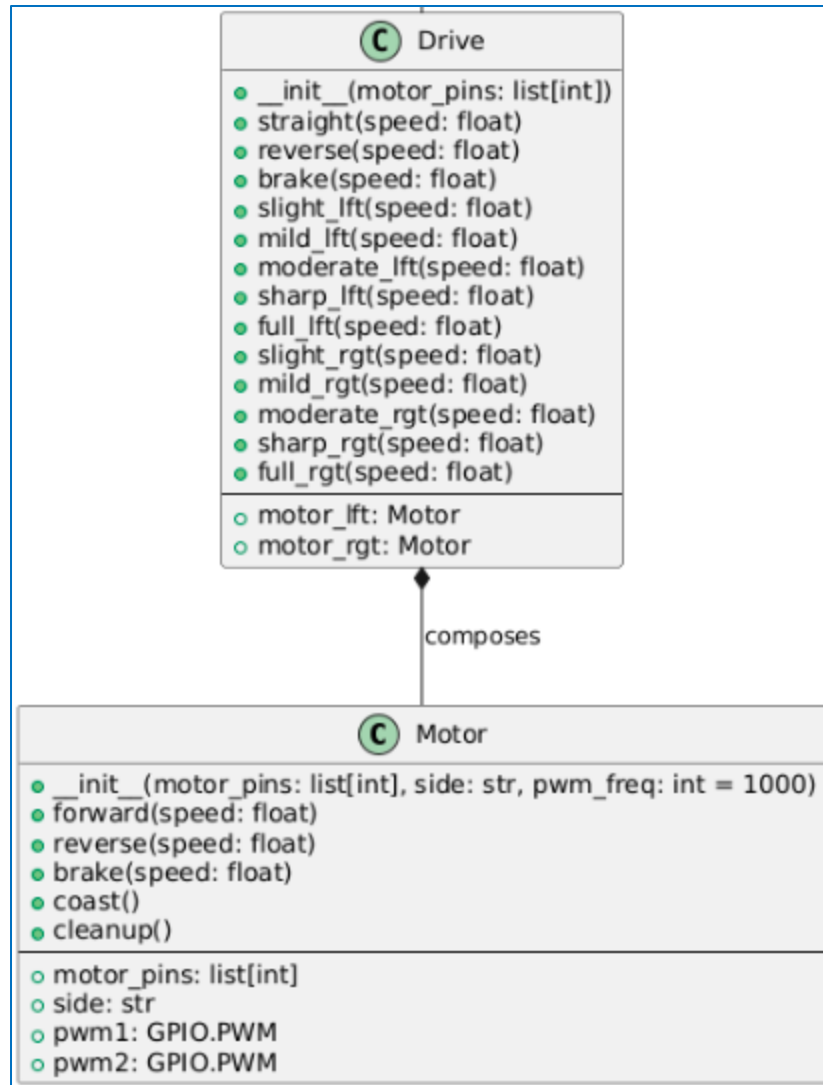 C Drive
__init__(motor_pins: list[int])
straight(speed: float)
reverse(speed: float)
brake(speed: float)
slight_lft(speed: float)
mild_lft(speed: float)
moderate_lft(speed: float)
sharp_lft(speed: float)
full_lft(speed: float)
slight_rgt(speed: float)
mild_rgt(speed: float)
moderate_rgt(speed: float)
sharp_rgt(speed: float)
full_rgt(speed: float)
motor_lft: Motor
motor_rgt: Motor
composes
C Motor
__init__(motor_pins: list[int], side: str, pwm_freq: int = 1000)
forward(speed: float)
reverse(speed: float)
brake(speed: float)
coast()
cleanup()
motor_pins: list[int]
side: str
pwm1: GPIO.PWM
pwm2: GPIO.PWM